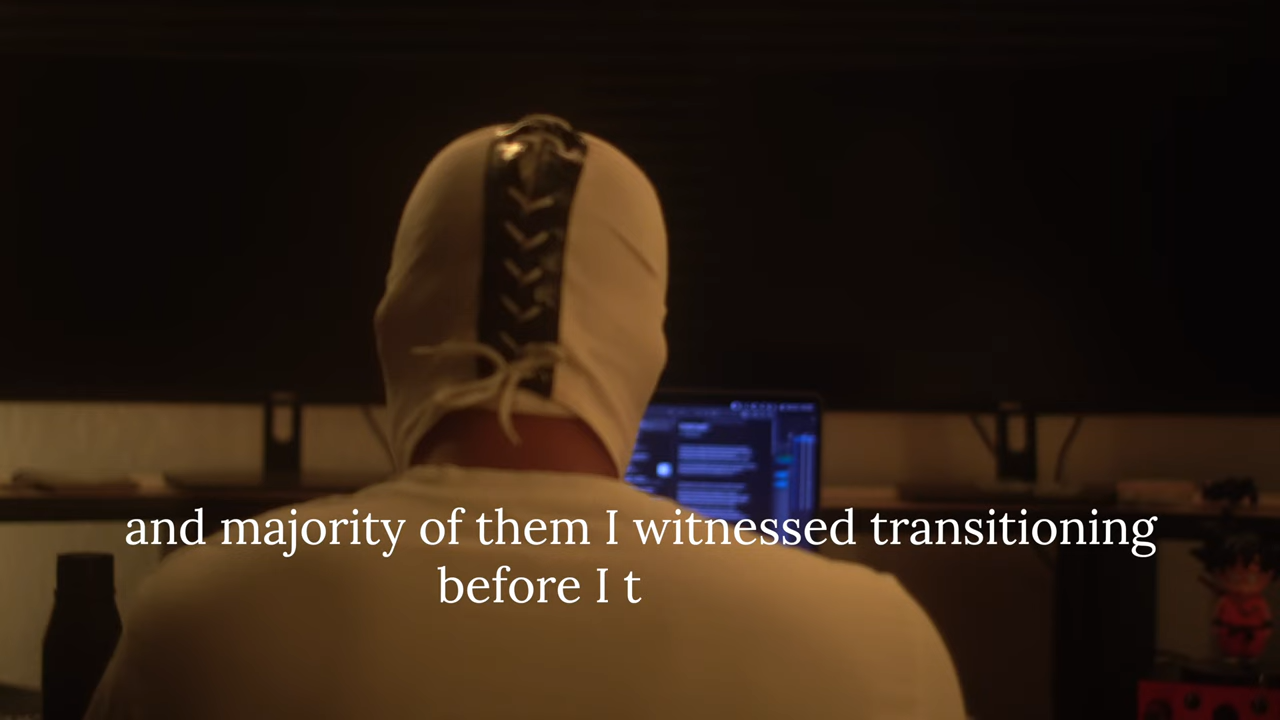 and majority of them I witnessed transitioning
before I t